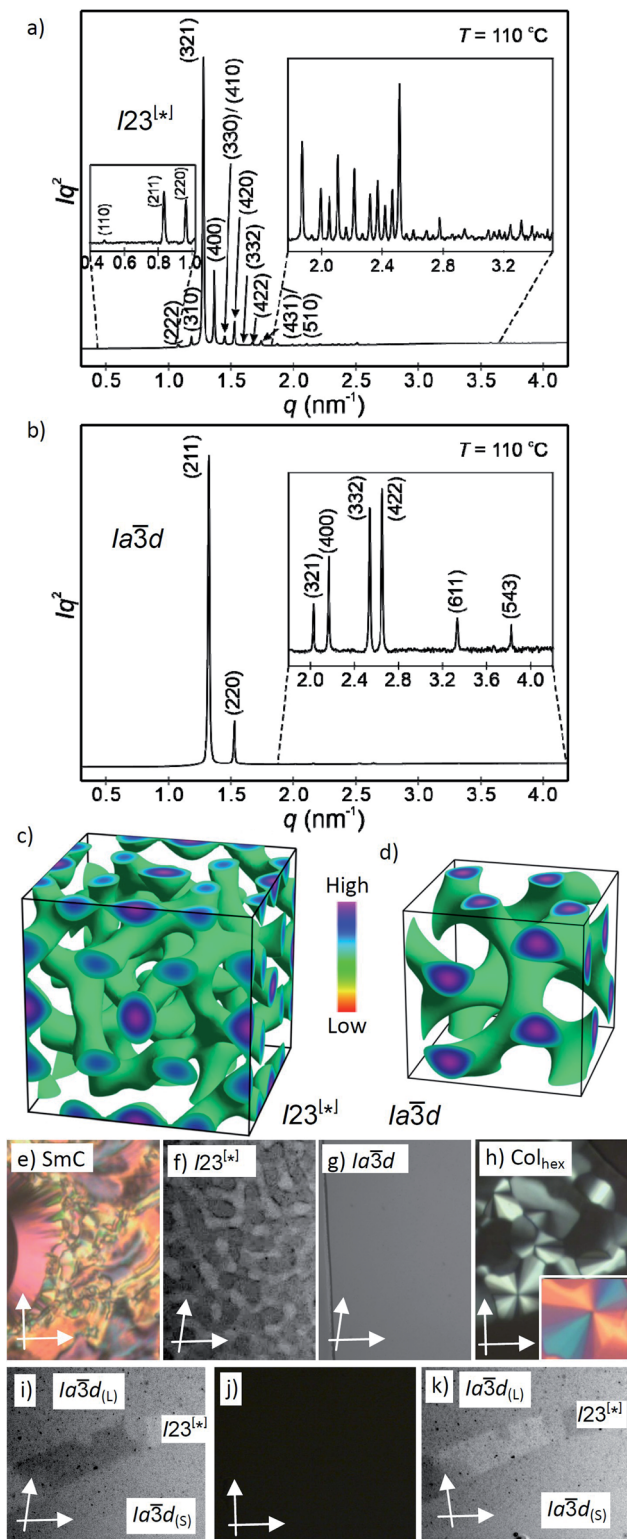 a)
T = 110 °C
(321)
I23[*]
(330)/ (410)
(420)
(332)
(422)
(431)
(510)
(400)
(310)
(222)
(110)
(211)
(220)
0.4 0.6 0.8 1.0
2.0 2.4 2.8 3.2
Iq²
0.5 1.0 1.5 2.0 2.5 3.0 3.5 4.0
q (nm⁻¹)
b)
T = 110 °C
(211)
Ia3̅d
(220)
(321)
(400)
(332)
(422)
(611)
(543)
2.0 2.4 2.8 3.2 3.6 4.0
Iq²
0.5 1.0 1.5 2.0 2.5 3.0 3.5 4.0
q (nm⁻¹)
c)
d)
High
Low
I23[*]
Ia3̅d
e) SmC
f) I23[*]
g) Ia3̅d
h) Colhex
i)
Ia3̅d(L)
I23[*]
Ia3̅d(S)
j)
k)
Ia3̅d(L)
I23[*]
Ia3̅d(S)